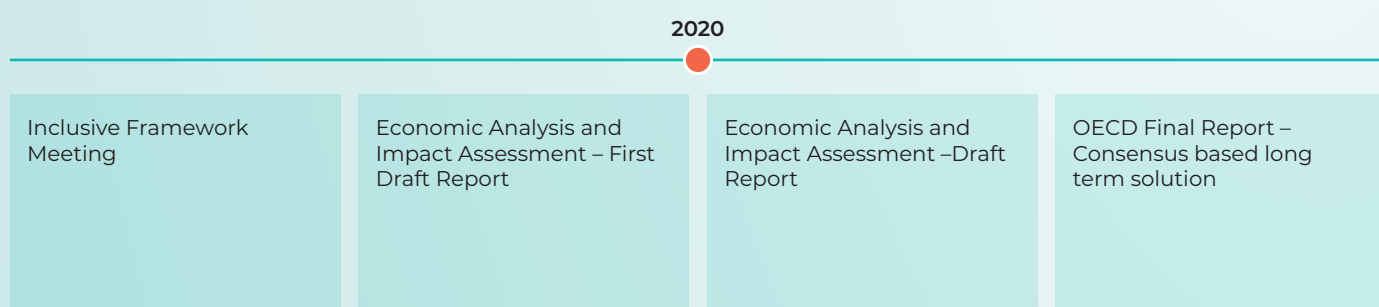 2020
Inclusive Framework
Meeting
Economic Analysis and
Impact Assessment – First
Draft Report
Economic Analysis and
Impact Assessment –Draft
Report
OECD Final Report –
Consensus based long
term solution